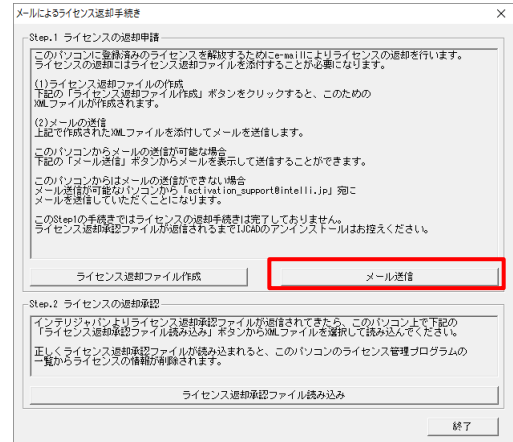 メールによるライセンス返却手続き
Step.1 ライセンスの返却申請
このパソコンに登録済みのライセンスを解放するためにe-mailによりライセンスの返却を行います。
ライセンスの返却にはライセンス返却ファイルを添付することが必要になります。
(1)ライセンス返却ファイルの作成
下記の「ライセンス返却ファイル作成」ボタンをクリックすると、このための
XMLファイルが作成されます。
(2)メールの送信
上記で作成されたXMLファイルを添付してメールを送信します。
このパソコンからメールの送信が可能な場合
下記の「メール送信」ボタンからメールを表示して送信することができます。
このパソコンからはメールの送信ができない場合
メール送信が可能なパソコンから「activation_support@intelli.jp」宛に
メールを送信していただくことになります。
このStep1の手続きではライセンスの返却手続きは完了しておりません。
ライセンス返却承認ファイルが返信されるまでIJCADのアンインストールはお控えください。
ライセンス返却ファイル作成
メール送信
Step.2 ライセンスの返却承認
インテリジャパンよりライセンス返却承認ファイルが返信されてきたら、このパソコン上で下記の
「ライセンス返却承認ファイル読み込み」ボタンからXMLファイルを選択して読込んでください。
正しくライセンス返却承認ファイルが読み込まれると、このパソコンのライセンス管理プログラムの
一覧からライセンスの情報が削除されます。
ライセンス返却承認ファイル読み込み
終了